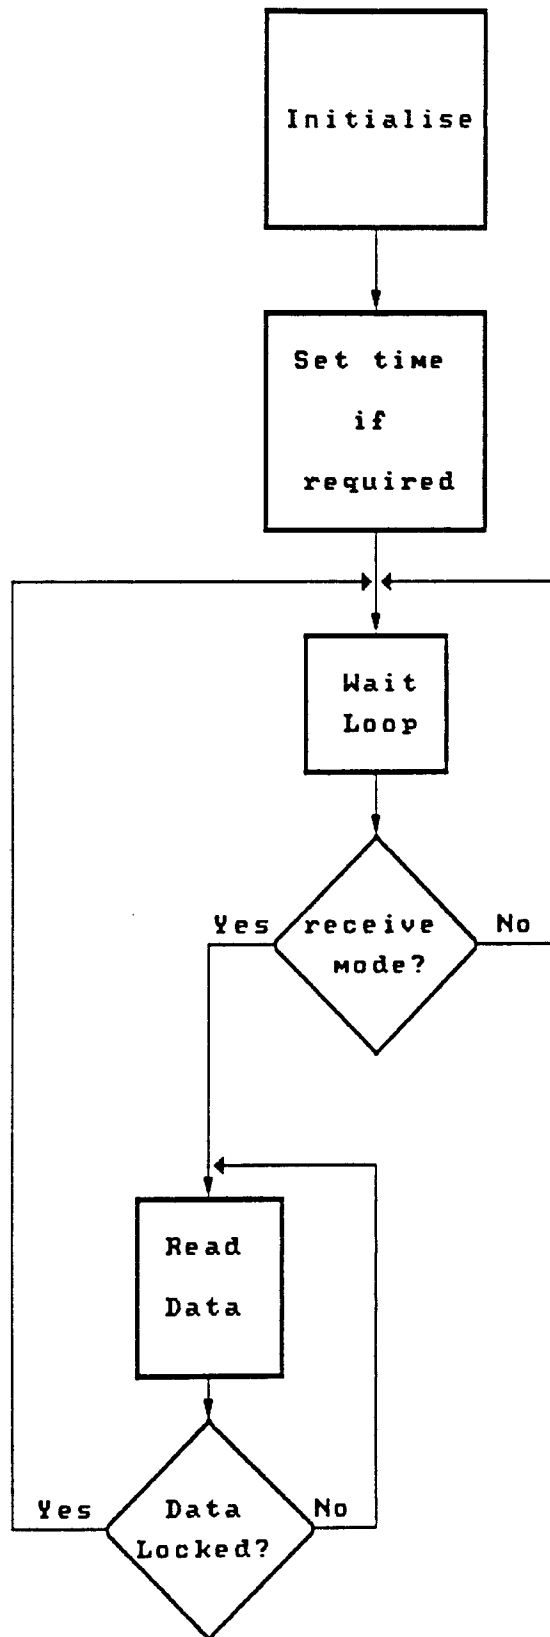 Initialise
Set time
if
required
Wait
Loop
Yes
receive
mode?
No
Read
Data
Yes
Data
Locked?
No